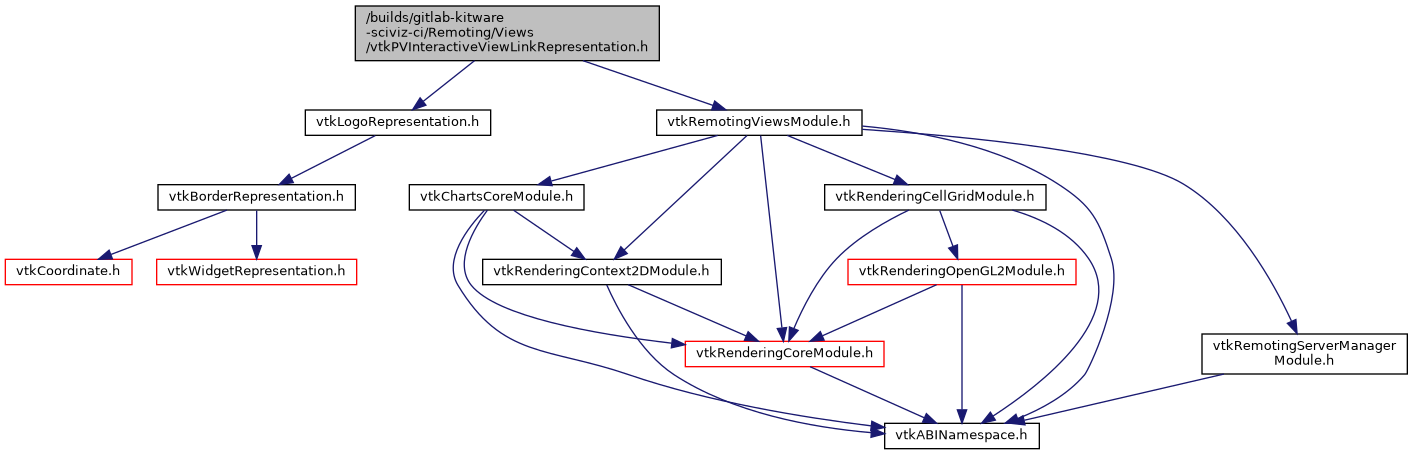 /builds/gitlab-kitware
-sciviz-ci/Remoting/Views
/vtkPVInteractiveViewLinkRepresentation.h
vtkLogoRepresentation.h
vtkRemotingViewsModule.h
vtkBorderRepresentation.h
vtkChartsCoreModule.h
vtkRenderingCellGridModule.h
vtkCoordinate.h
vtkWidgetRepresentation.h
vtkRenderingContext2DModule.h
vtkRenderingOpenGL2Module.h
vtkRenderingCoreModule.h
vtkRemotingServerManager
Module.h
vtkABINamespace.h